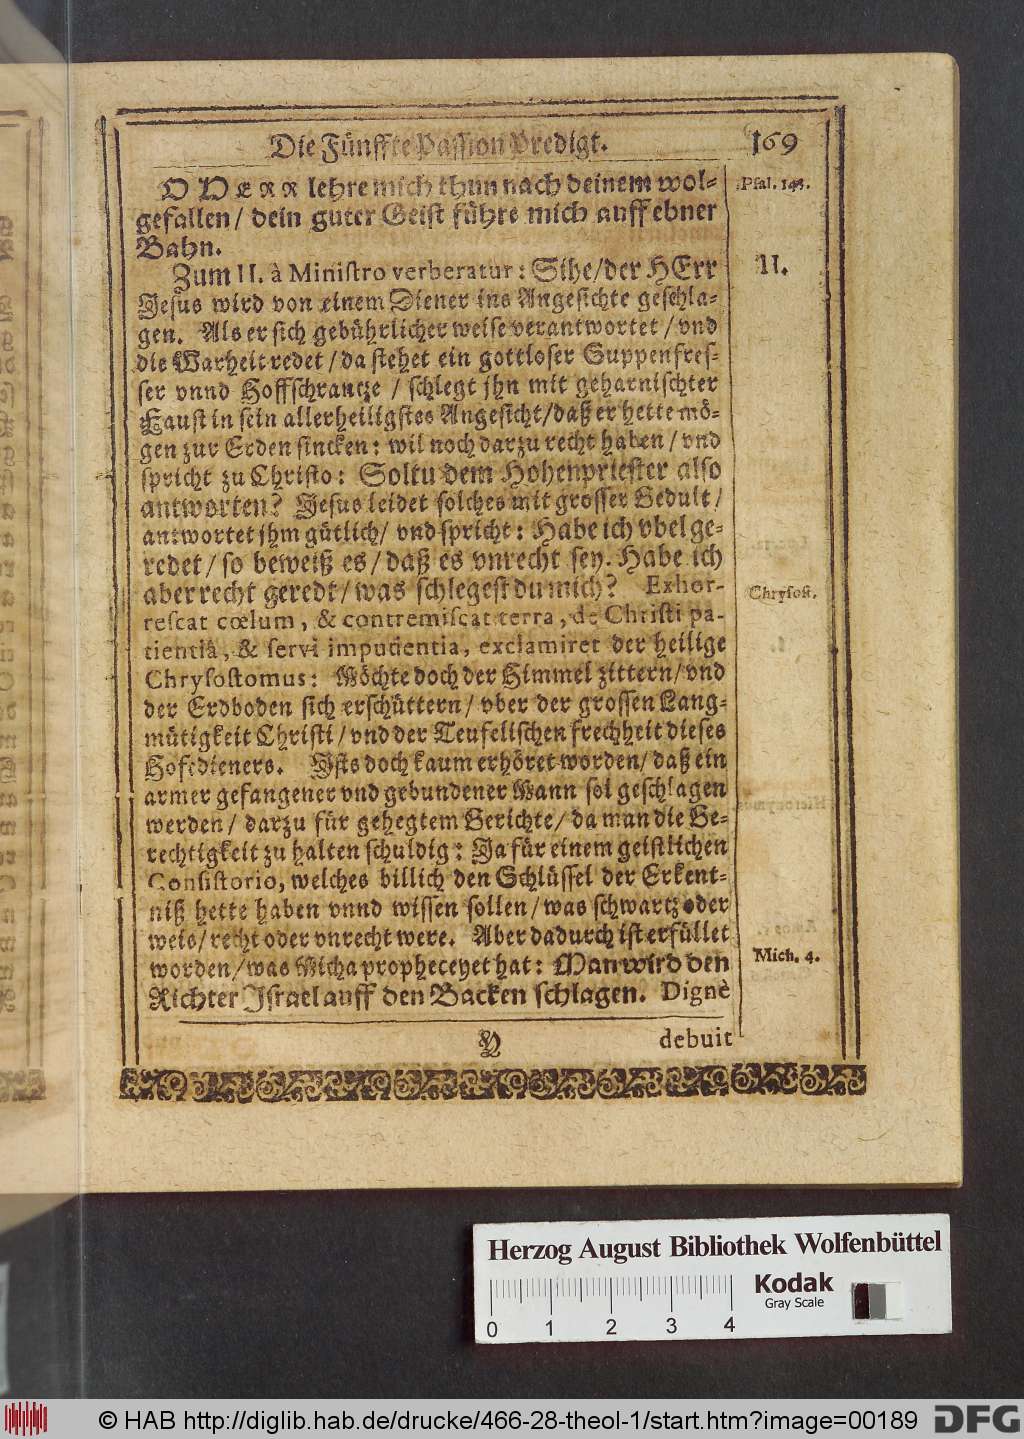 Die Fünffte Passion Predigt. 169
O HERR lehre mich thun nach deinem wol-
gefallen / dein guter Geist führe mich auff ebner
Bahn.
Psal. 143.
Zum II. à Ministro verberatur: Sihe/der HErr
II.
Jesus wird von einem Diener ins Angesichte geschla-
gen. Als er sich gebührlicher weise verantwortet / vnd
die Warheit redet / da stehet ein gottloser Suppenfres-
ser vnnd Hoffschrantze / schlegt jhn mit geharnischter
Faust in sein allerheiligstes Angesicht/daß er hette mö-
gen zur Erden sincken: wil noch darzu recht haben / vnd
spricht zu Christo: Soltu dem Hohenpriester also
antworten? Jesus leidet solches mit grosser Gedult /
antwortet jhm gütlich/ vnd spricht: Habe ich vbel ge-
redet / so beweiß es / daß es vnrecht sey. Habe ich
aber recht geredt / was schlegest du mich? Exhor-
rescat cœlum, & contremiscat terra, de Christi pa-
tientiâ, & servi impudentia, exclamiret der heilige
Chrysost.
Chrysostomus: Möchte doch der Himmel zittern/ vnd
der Erdboden sich erschüttern / vber der grossen Lang-
mütigkeit Christi / vnd der Teufelischen frechheit dieses
Hofedieners. Ists doch kaum erhöret worden/ daß ein
armer gefangener vnd gebundener Mann sol geschlagen
werden / darzu für gehegtem Gerichte/ da man die Ge-
rechtigkeit zu halten schuldig: Ja für einem geistlichen
Consistorio, welches billich den Schlüssel der Erkent-
niß hette haben vnnd wissen sollen / was schwartz oder
weis/ recht oder vnrecht were. Aber dadurch ist erfüllet
worden / was Micha propheceyet hat: Man wird den
Mich. 4.
Richter Israel auff den Backen schlagen. Dignè
Y debuit
Herzog August Bibliothek Wolfenbüttel
Kodak
Gray Scale
0 1 2 3 4
© HAB http://diglib.hab.de/drucke/466-28-theol-1/start.htm?image=00189
DFG